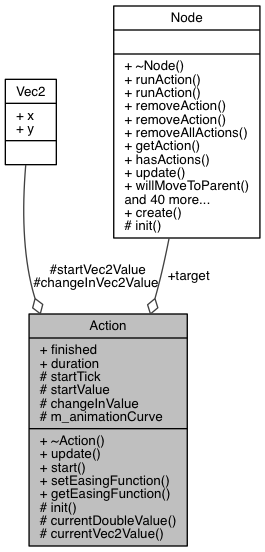 Node
+ ~Node()
+ runAction()
+ runAction()
+ removeAction()
+ removeAction()
+ removeAllActions()
+ getAction()
+ hasActions()
+ update()
+ willMoveToParent()
and 40 more...
+ create()
# init()
Vec2
+ x
+ y
#startVec2Value
#changeInVec2Value
+target
Action
+ finished
+ duration
# startTick
# startValue
# changeInValue
# m_animationCurve
+ ~Action()
+ update()
+ start()
+ setEasingFunction()
+ getEasingFunction()
# init()
# currentDoubleValue()
# currentVec2Value()